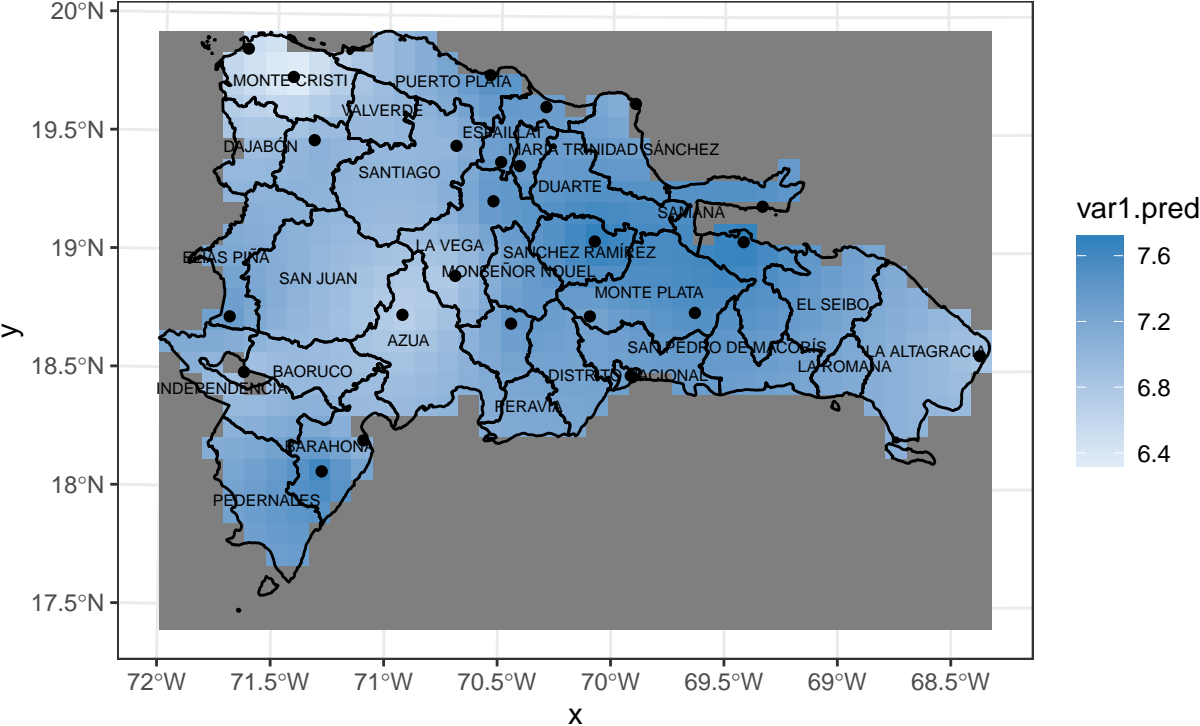 20°N
19.5°N
19°N
18.5°N
18°N
17.5°N
y
MONTE CRISTI
PUERTO PLATA
VALVERDE
ESPAILLAT
DAJABÓN
MARÍA TRINIDAD SÁNCHEZ
SANTIAGO
DUARTE
SAMANÁ
LA VEGA
SÁNCHEZ RAMÍREZ
ELÍAS PIÑA
MONSEÑOR NOUEL
SAN JUAN
MONTE PLATA
EL SEIBO
AZUA
SAN PEDRO DE MACORÍS
LA ALTAGRACIA
BAORUCO
LA ROMANA
INDEPENDENCIA
DISTRITO NACIONAL
PERAVIA
BARAHONA
PEDERNALES
72°W
71.5°W
71°W
70.5°W
70°W
69.5°W
69°W
68.5°W
x
var1.pred
7.6
7.2
6.8
6.4